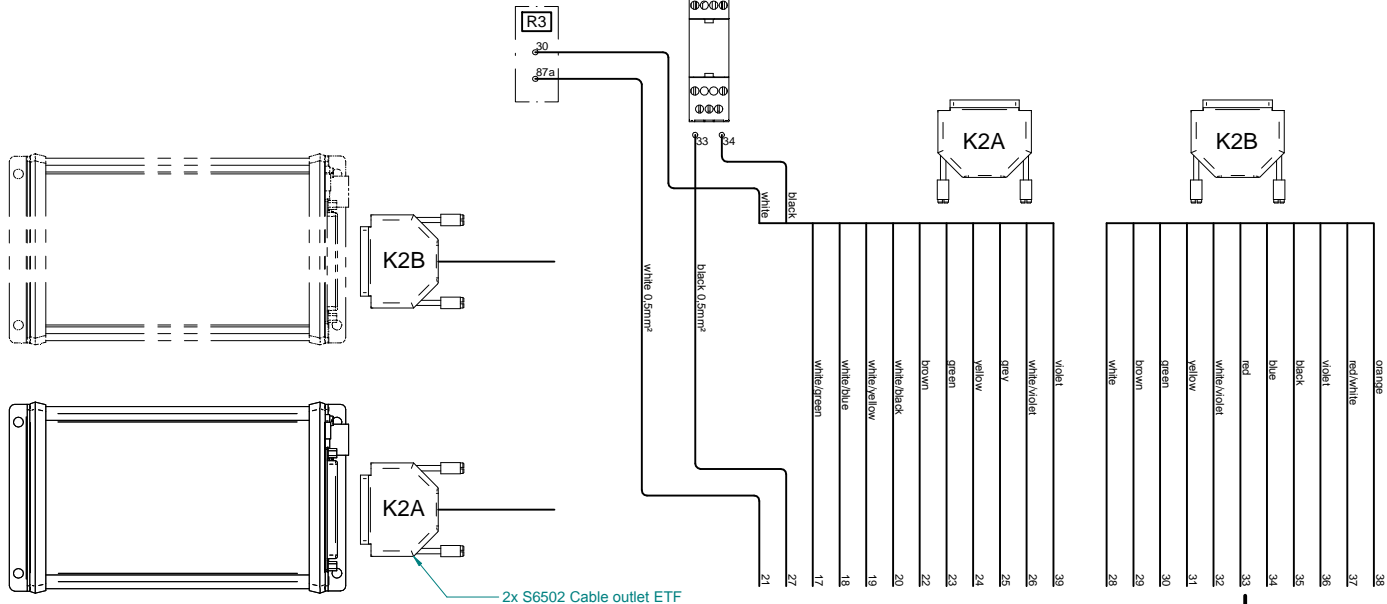 R3
30
87a
33
34
K2A
K2B
white
black
K2B
white 0,5mm²
black 0,5mm²
white/green
white/blue
white/yellow
white/black
brown
green
yellow
grey
white/violet
violet
white
brown
green
yellow
white/violet
red
blue
black
violet
red/white
orange
K2A
21
27
17
18
19
20
22
23
24
25
26
39
28
29
30
31
32
33
34
35
36
37
38
2x S6502 Cable outlet ETF